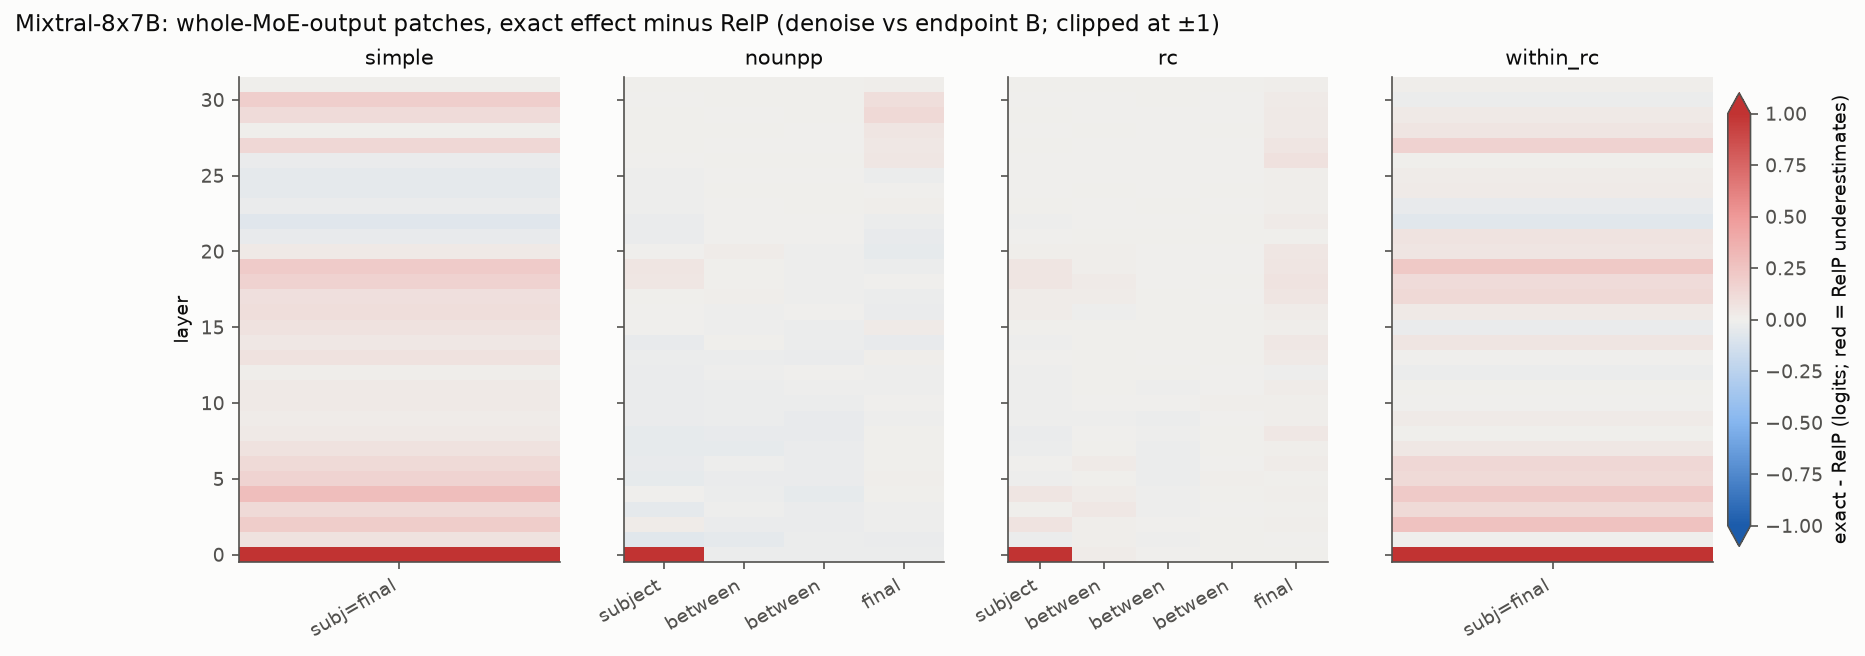 Mixtral-8x7B: whole-MoE-output patches, exact effect minus RelP (denoise vs endpoint B; clipped at ±1)
simple
nounpp
rc
within_rc
layer
30
25
20
15
10
5
0
subj=final
subject
between
between
final
subject
between
between
between
final
subj=final
1.00
0.75
0.50
0.25
0.00
−0.25
−0.50
−0.75
−1.00
exact - RelP (logits; red = RelP underestimates)